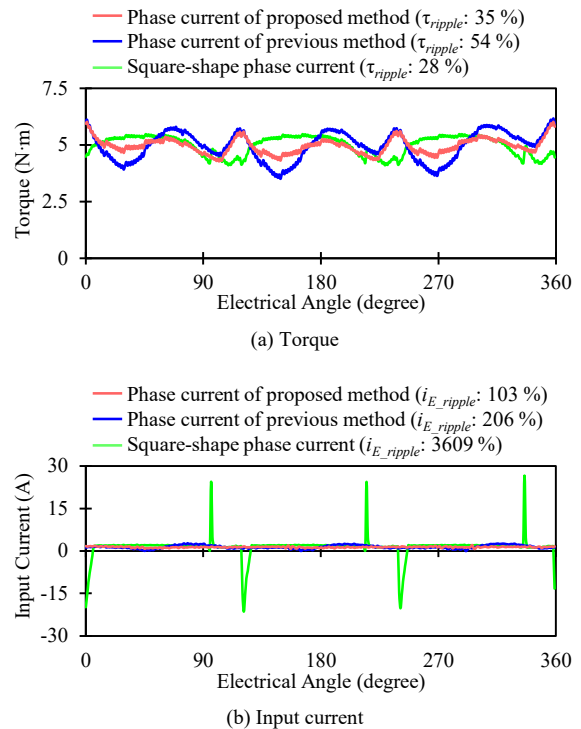 Phase current of proposed method (τripple: 35 %)
Phase current of previous method (τripple: 54 %)
Square-shape phase current (τripple: 28 %)
7.5
5
2.5
0
Torque (N·m)
0 90 180 270 360
Electrical Angle (degree)
(a) Torque
Phase current of proposed method (iE_ripple: 103 %)
Phase current of previous method (iE_ripple: 206 %)
Square-shape phase current (iE_ripple: 3609 %)
30
15
0
-15
-30
Input Current (A)
0 90 180 270 360
Electrical Angle (degree)
(b) Input current